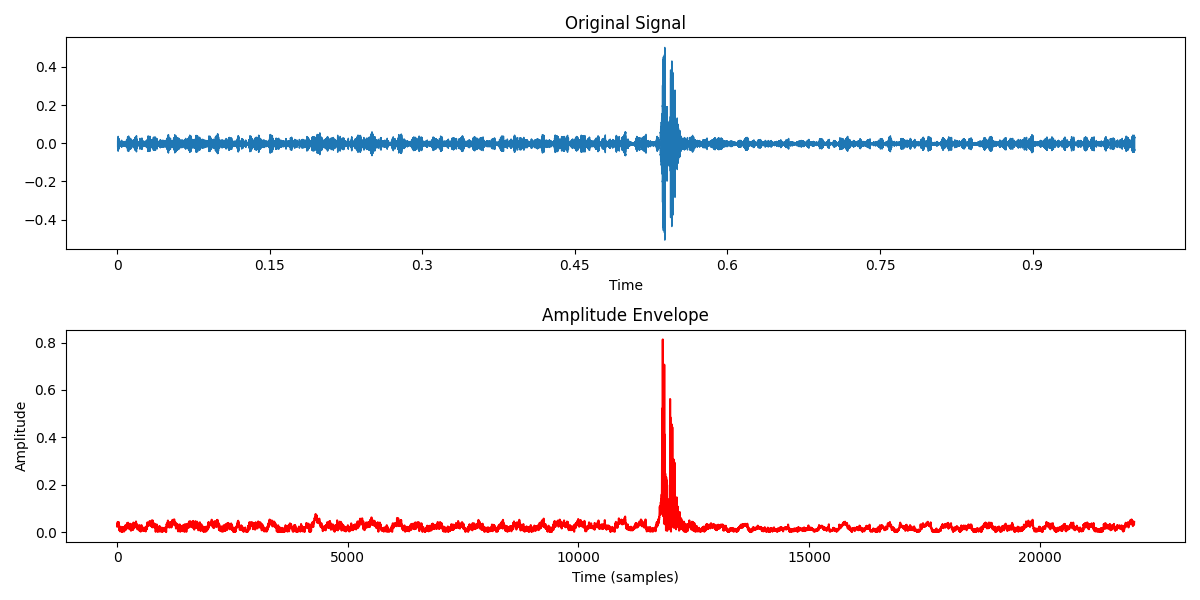 Original Signal
0.4
0.2
0.0
−0.2
−0.4
0 0.15 0.3 0.45 0.6 0.75 0.9
Time
Amplitude Envelope
Amplitude
0.8
0.6
0.4
0.2
0.0
0 5000 10000 15000 20000
Time (samples)